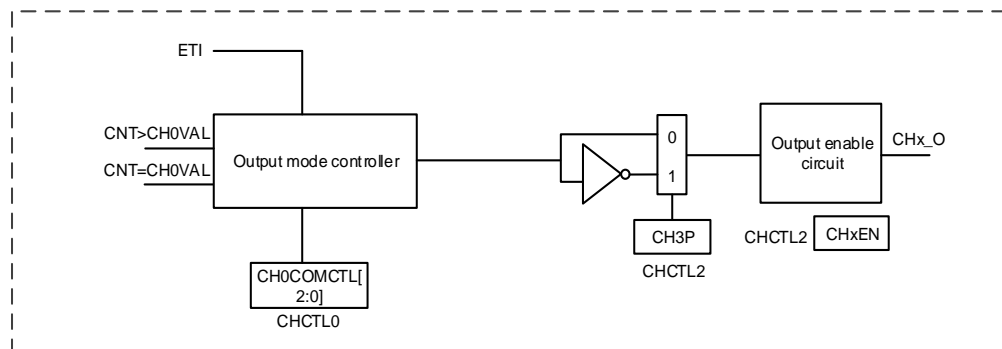 ETI
CNT>CH0VAL
CNT=CH0VAL
Output mode controller
CH0COMCTL[
2:0]
CHCTL0
0
1
CH3P
CHCTL2
Output enable
circuit
CHx_O
CHCTL2
CHxEN